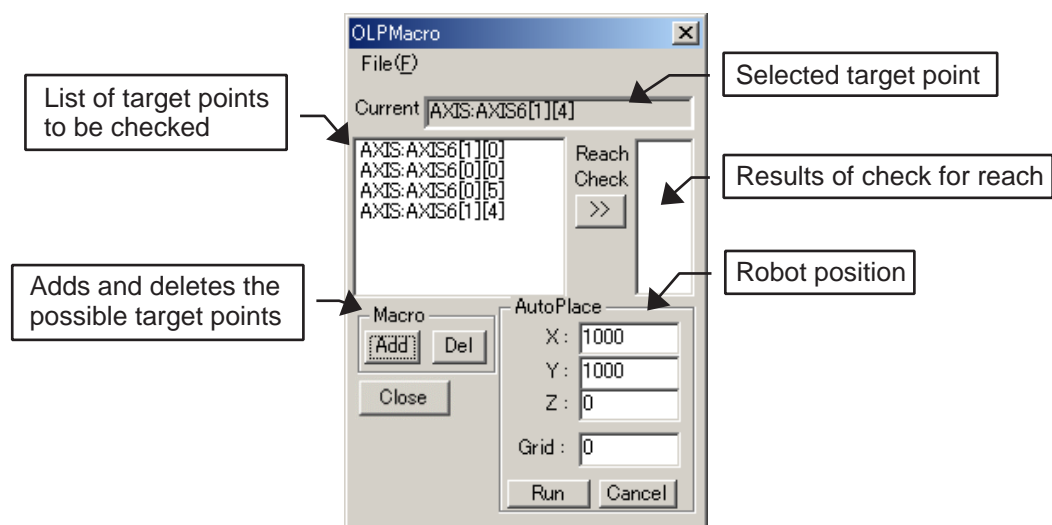 OLPMacro
File(F)
List of target points
to be checked
Selected target point
Current AXIS:AXIS6[1][4]
AXIS:AXIS6[1][0]
AXIS:AXIS6[0][0]
AXIS:AXIS6[0][5]
AXIS:AXIS6[1][4]
Reach
Check
>>
Results of check for reach
Adds and deletes the
possible target points
Robot position
Macro
Add Del
Close
AutoPlace
X : 1000
Y : 1000
Z : 0
Grid : 0
Run Cancel